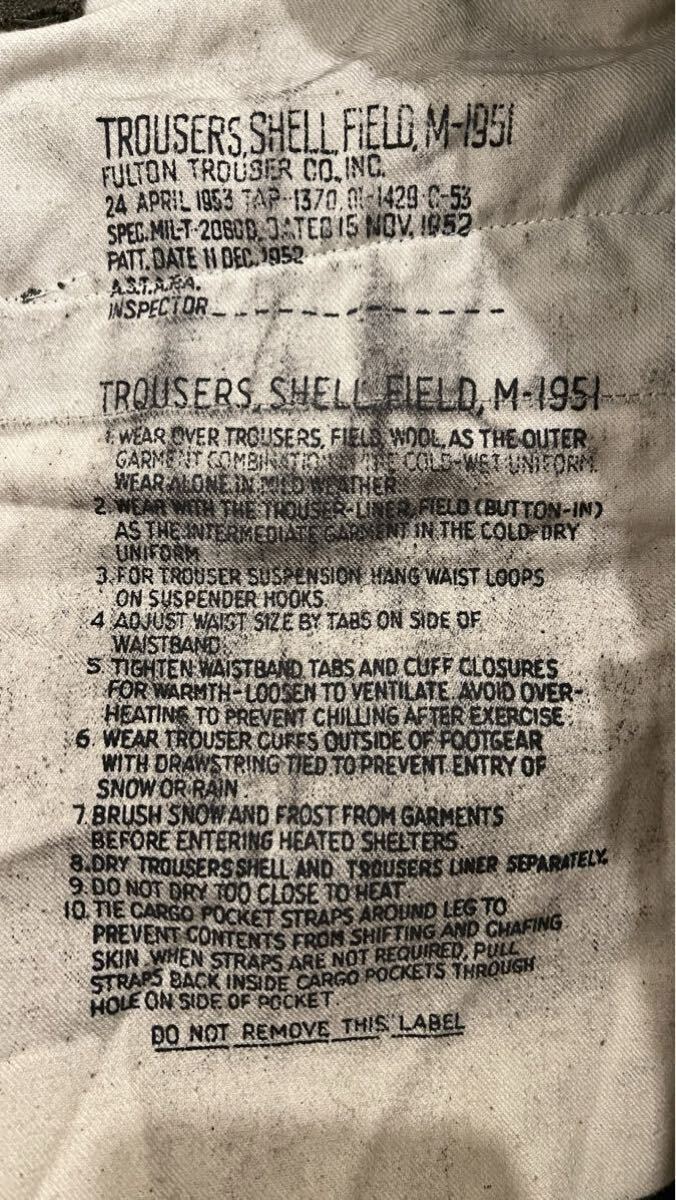 TROUSERS, SHELL, FIELD, M-1951
FULTON TROUSER CO., INC.
24 APRIL 1953 TAP-1370, 01-1429-C-53
SPEC. MIL-T-2060D, DATED 15 NOV. 1952
PATT. DATE 11 DEC. 1952
A.S.T.A.P.A.
INSPECTOR
TROUSERS, SHELL, FIELD, M-1951
1. WEAR OVER TROUSERS, FIELD, WOOL, AS THE OUTER
GARMENT COMBINATION IN THE COLD-WET UNIFORM.
WEAR ALONE IN MILD WEATHER
2. WEAR WITH THE TROUSER-LINER, FIELD (BUTTON-IN)
AS THE INTERMEDIATE GARMENT IN THE COLD-DRY
UNIFORM
3. FOR TROUSER SUSPENSION HANG WAIST LOOPS
ON SUSPENDER HOOKS.
4 ADJUST WAIST SIZE BY TABS ON SIDE OF
WAISTBAND.
5. TIGHTEN WAISTBAND TABS AND CUFF CLOSURES
FOR WARMTH-LOOSEN TO VENTILATE. AVOID OVER-
HEATING TO PREVENT CHILLING AFTER EXERCISE.
6. WEAR TROUSER CUFFS OUTSIDE OF FOOTGEAR
WITH DRAWSTRING TIED TO PREVENT ENTRY OF
SNOW OR RAIN.
7. BRUSH SNOW AND FROST FROM GARMENTS
BEFORE ENTERING HEATED SHELTERS.
8. DRY TROUSERS SHELL AND TROUSERS LINER SEPARATELY.
9. DO NOT DRY TOO CLOSE TO HEAT.
10. TIE CARGO POCKET STRAPS AROUND LEG TO
PREVENT CONTENTS FROM SHIFTING AND CHAFING
SKIN. WHEN STRAPS ARE NOT REQUIRED, PULL
STRAPS BACK INSIDE CARGO POCKETS THROUGH
HOLE ON SIDE OF POCKET.
DO NOT REMOVE THIS LABEL